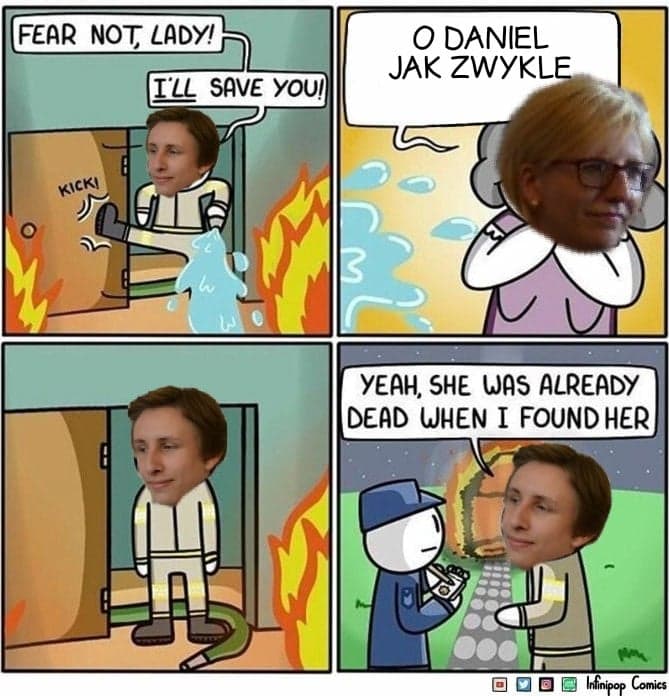 FEAR NOT, LADY!
I'LL SAVE YOU!
KICK!
O DANIEL
JAK ZWYKLE
YEAH, SHE WAS ALREADY
DEAD WHEN I FOUND HER
Infinipop Comics